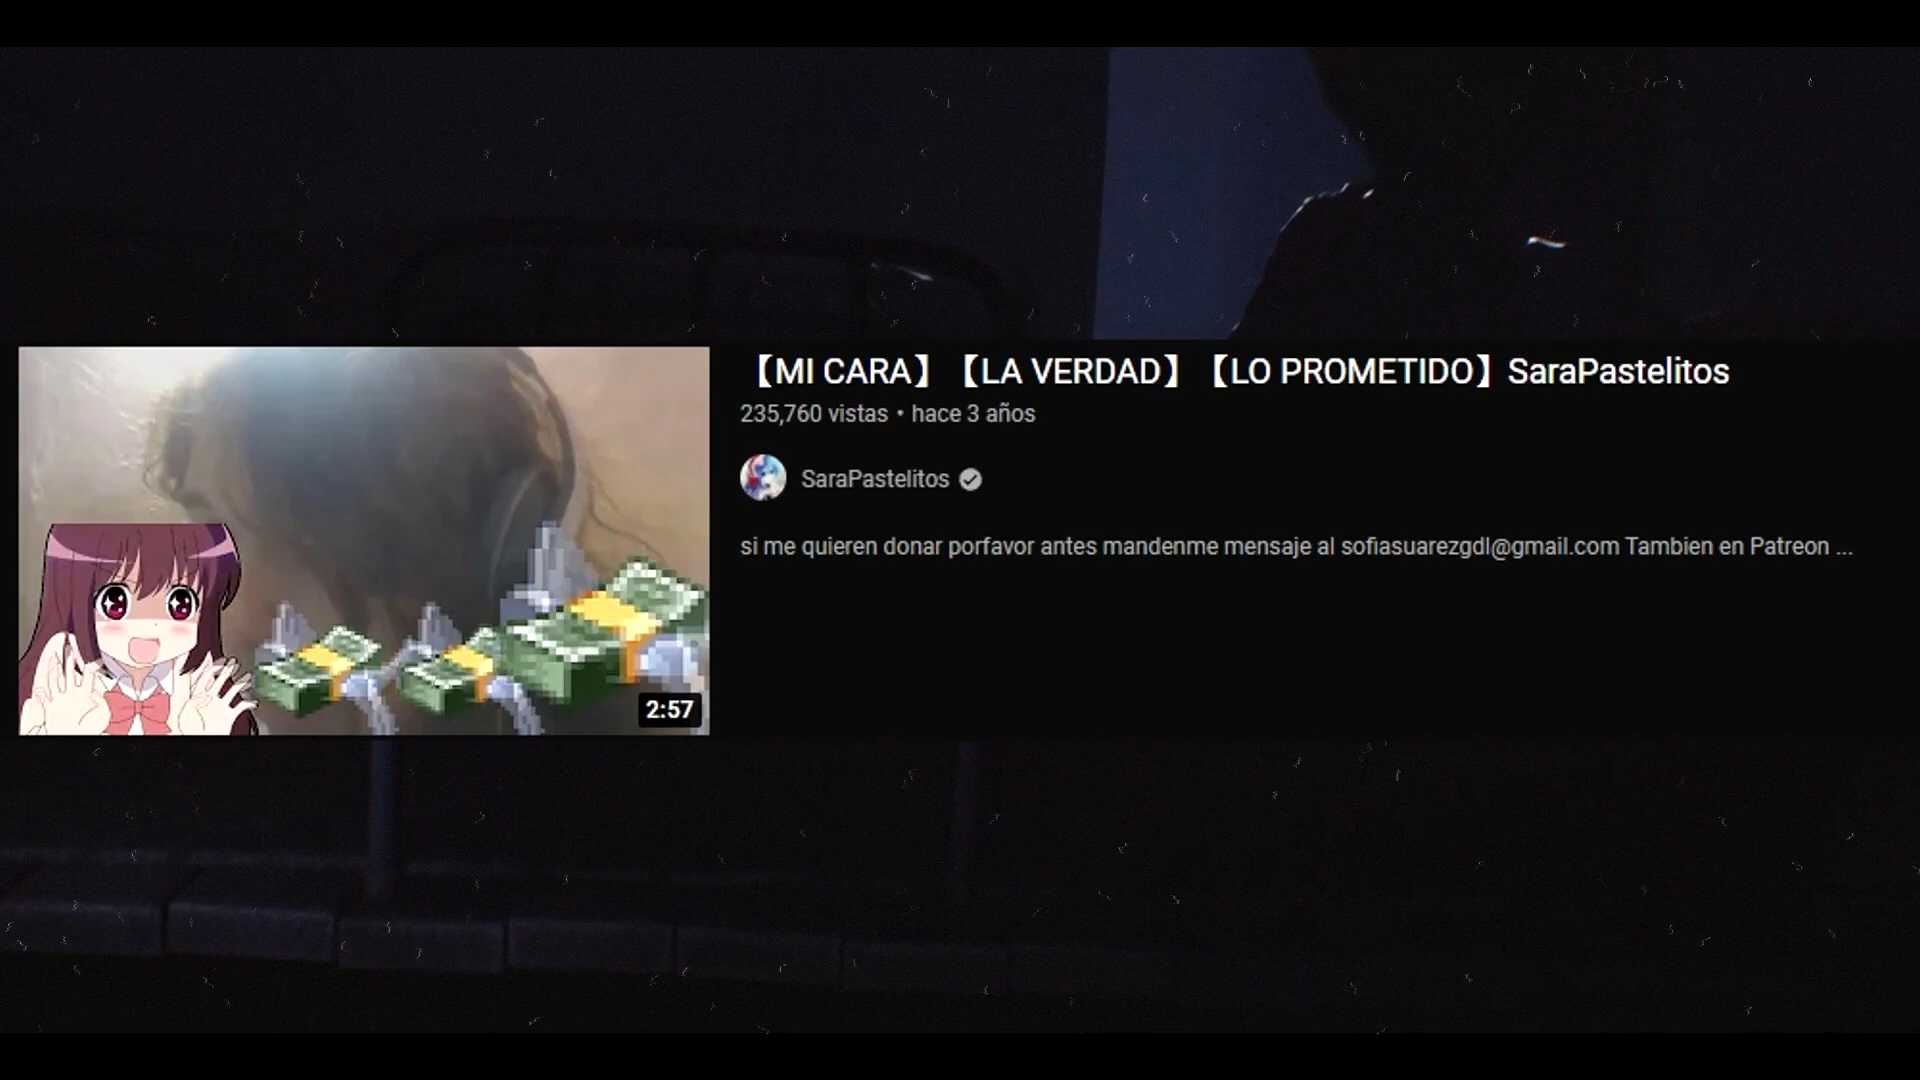 【MI CARA】【LA VERDAD】【LO PROMETIDO】SaraPastelitos
235,760 vistas • hace 3 años
SaraPastelitos
si me quieren donar porfavor antes mandenme mensaje al sofiasuarezgdl@gmail.com Tambien en Patreon ...
2:57